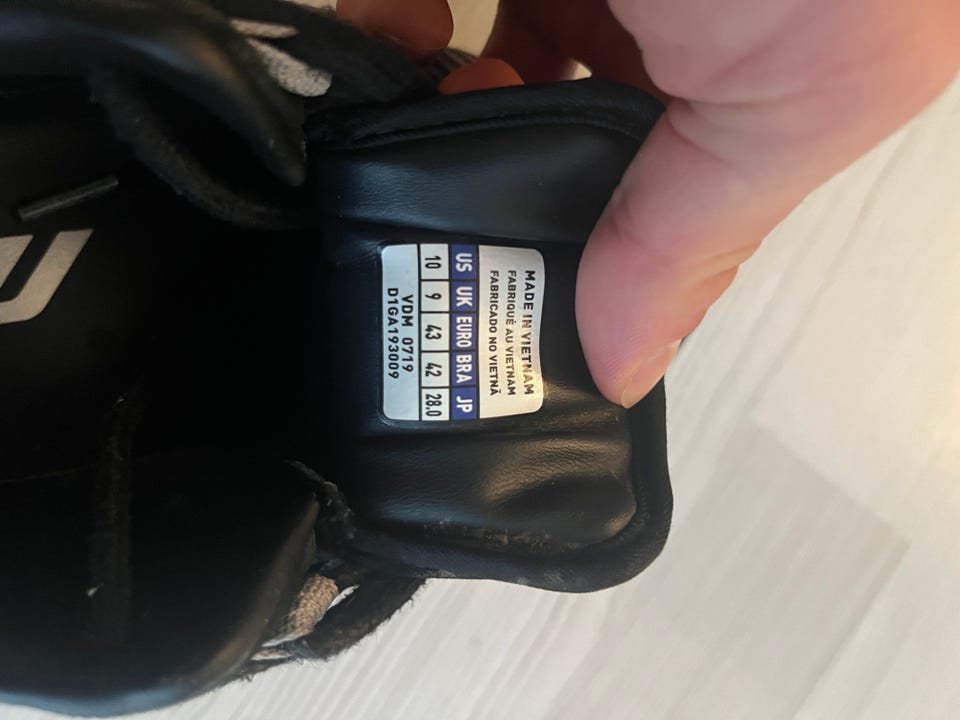 MADE IN VIETNAM
FABRIQUÉ AU VIETNAM
FABRICADO NO VIETNÃ
US UK EURO BRA JP
10 9 43 42 28.0
VDM 0719
D1GA193009